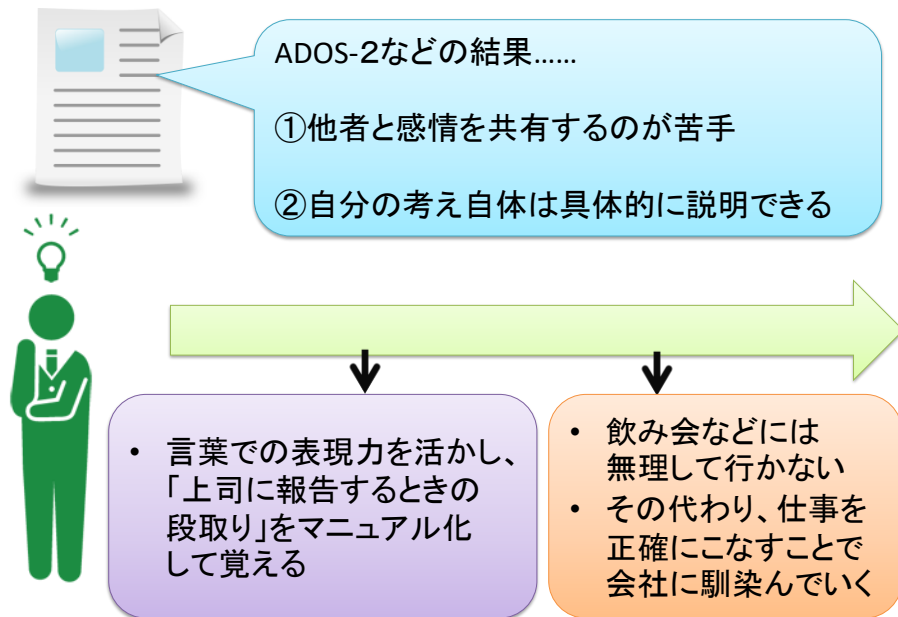 ADOS-２などの結果......
①他者と感情を共有するのが苦手
②自分の考え自体は具体的に説明できる
• 言葉での表現力を活かし、
「上司に報告するときの
段取り」をマニュアル化
して覚える
• 飲み会などには
無理して行かない
• その代わり、仕事を
正確にこなすことで
会社に馴染んでいく